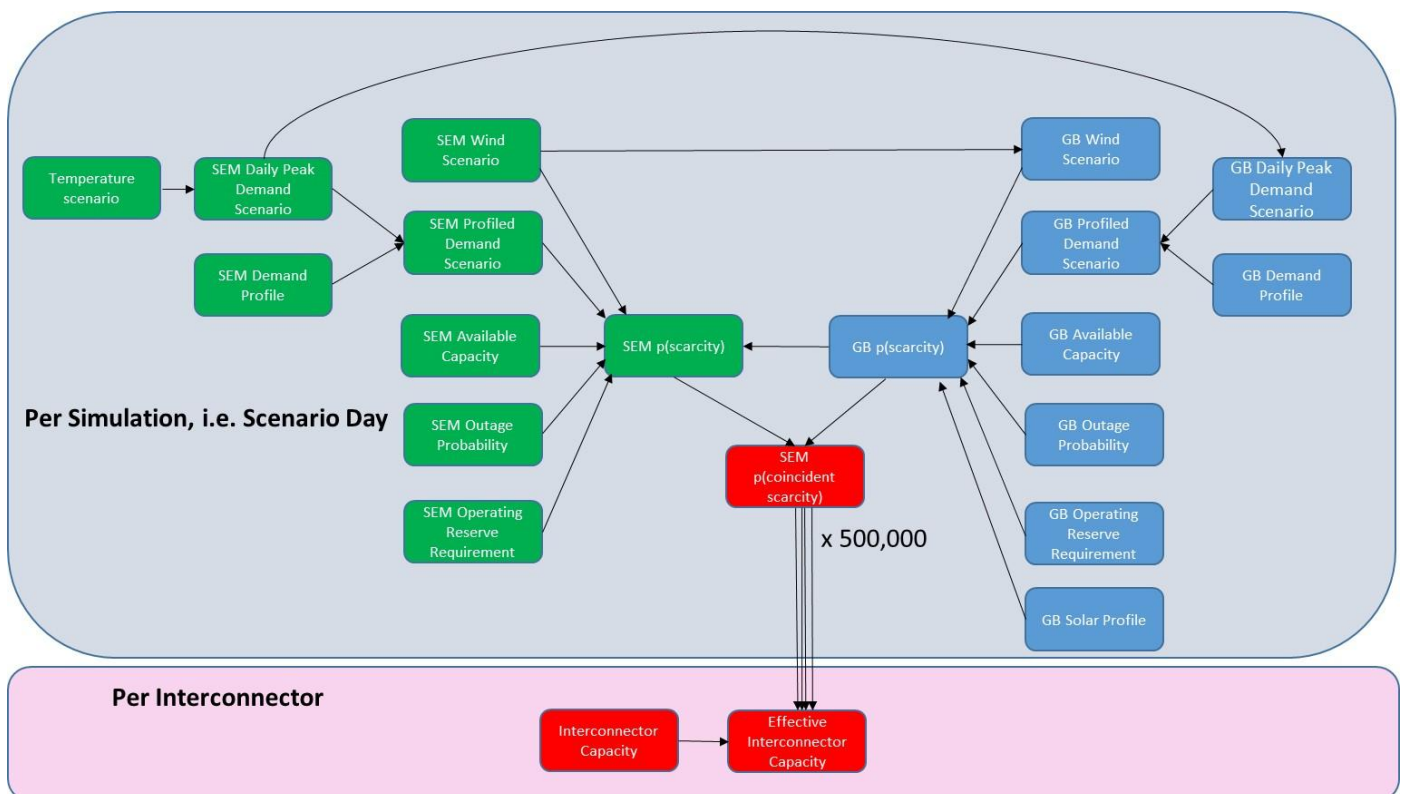 Temperature
scenario
SEM Daily Peak
Demand
Scenario
SEM Demand
Profile
SEM Wind
Scenario
SEM Profiled
Demand
Scenario
SEM Available
Capacity
SEM Outage
Probability
SEM Operating
Reserve
Requirement
SEM p(scarcity)
GB p(scarcity)
SEM
p(coincident
scarcity)
x 500,000
GB Wind
Scenario
GB Profiled
Demand
Scenario
GB Available
Capacity
GB Outage
Probability
GB Operating
Reserve
Requirement
GB Solar Profile
GB Daily Peak
Demand
Scenario
GB Demand
Profile
Per Simulation, i.e. Scenario Day
Per Interconnector
Interconnector
Capacity
Effective
Interconnector
Capacity